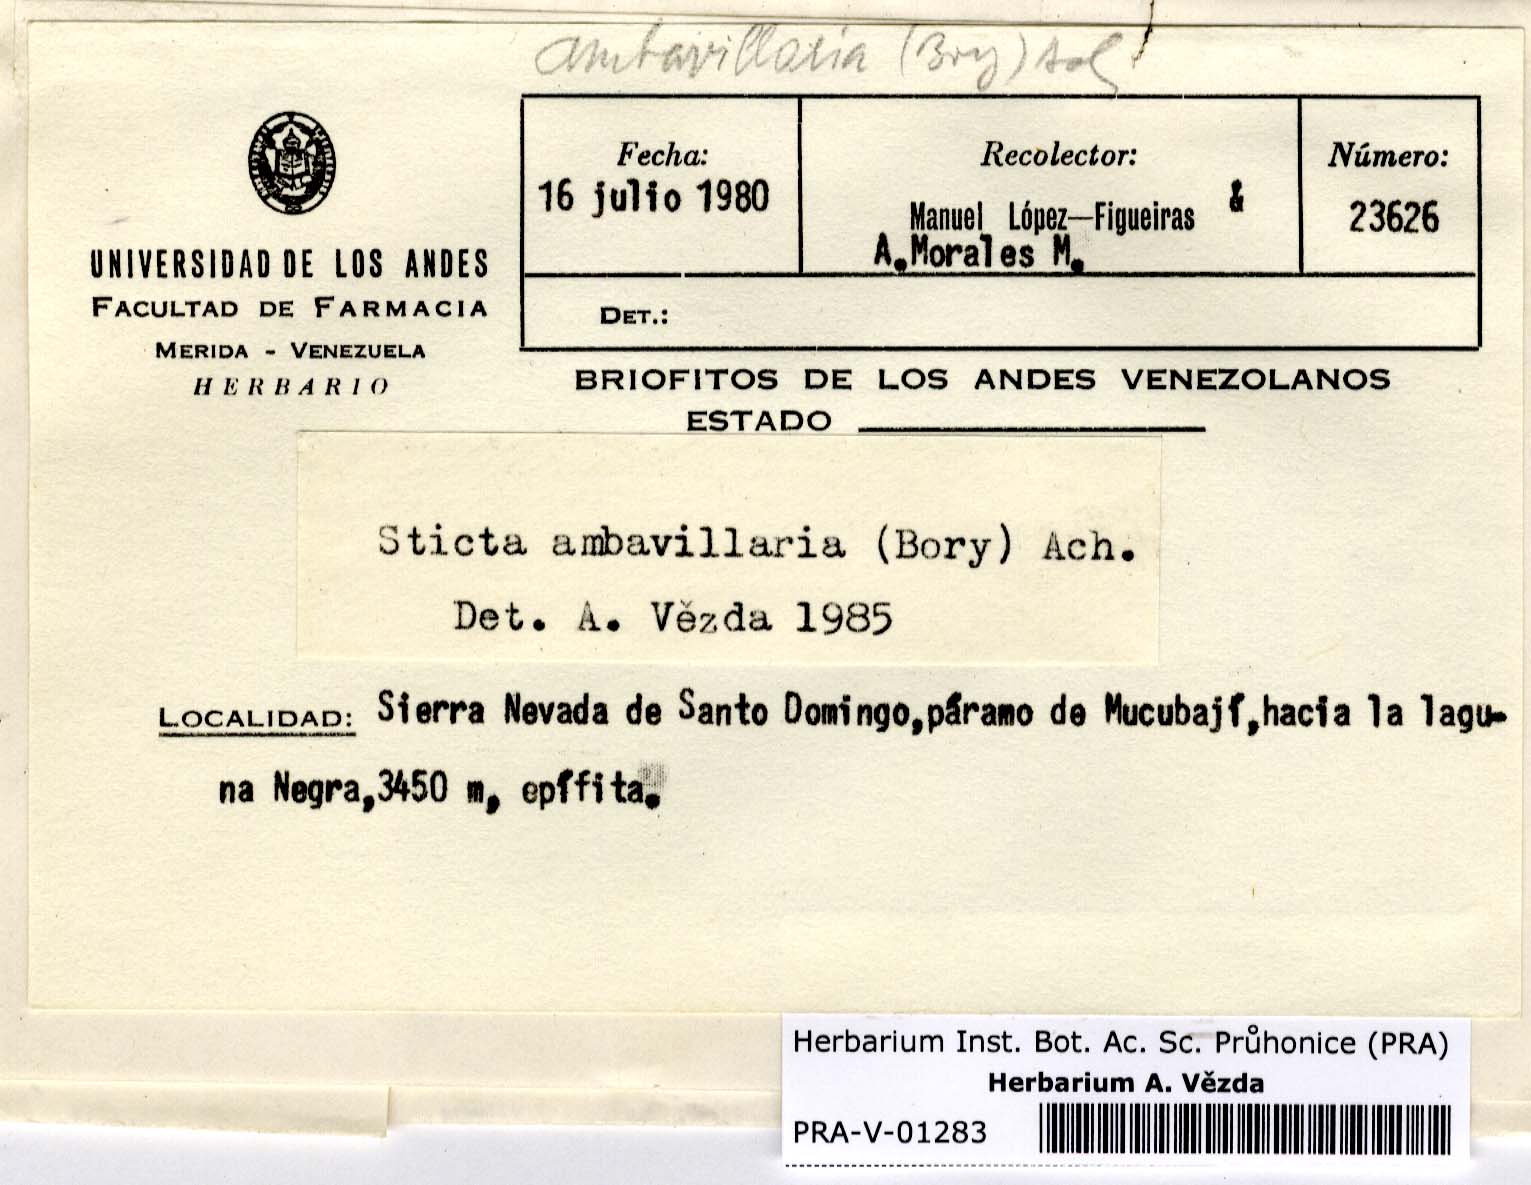 ambavillaria (Bory) Ach
Fecha:
16 julio 1980
Recolector:
Manuel López—Figueiras &
A.Morales M.
Número:
23626
DET.:
UNIVERSIDAD DE LOS ANDES
FACULTAD DE FARMACIA
MERIDA - VENEZUELA
HERBARIO
BRIOFITOS DE LOS ANDES VENEZOLANOS
ESTADO
Sticta ambavillaria (Bory) Ach.
Det. A. Vězda 1985
LOCALIDAD: Sierra Nevada de Santo Domingo,páramo de Mucubají,hacia la lagu-
na Negra,3450 m, epífita.
Herbarium Inst. Bot. Ac. Sc. Průhonice (PRA)
Herbarium A. Vězda
PRA-V-01283